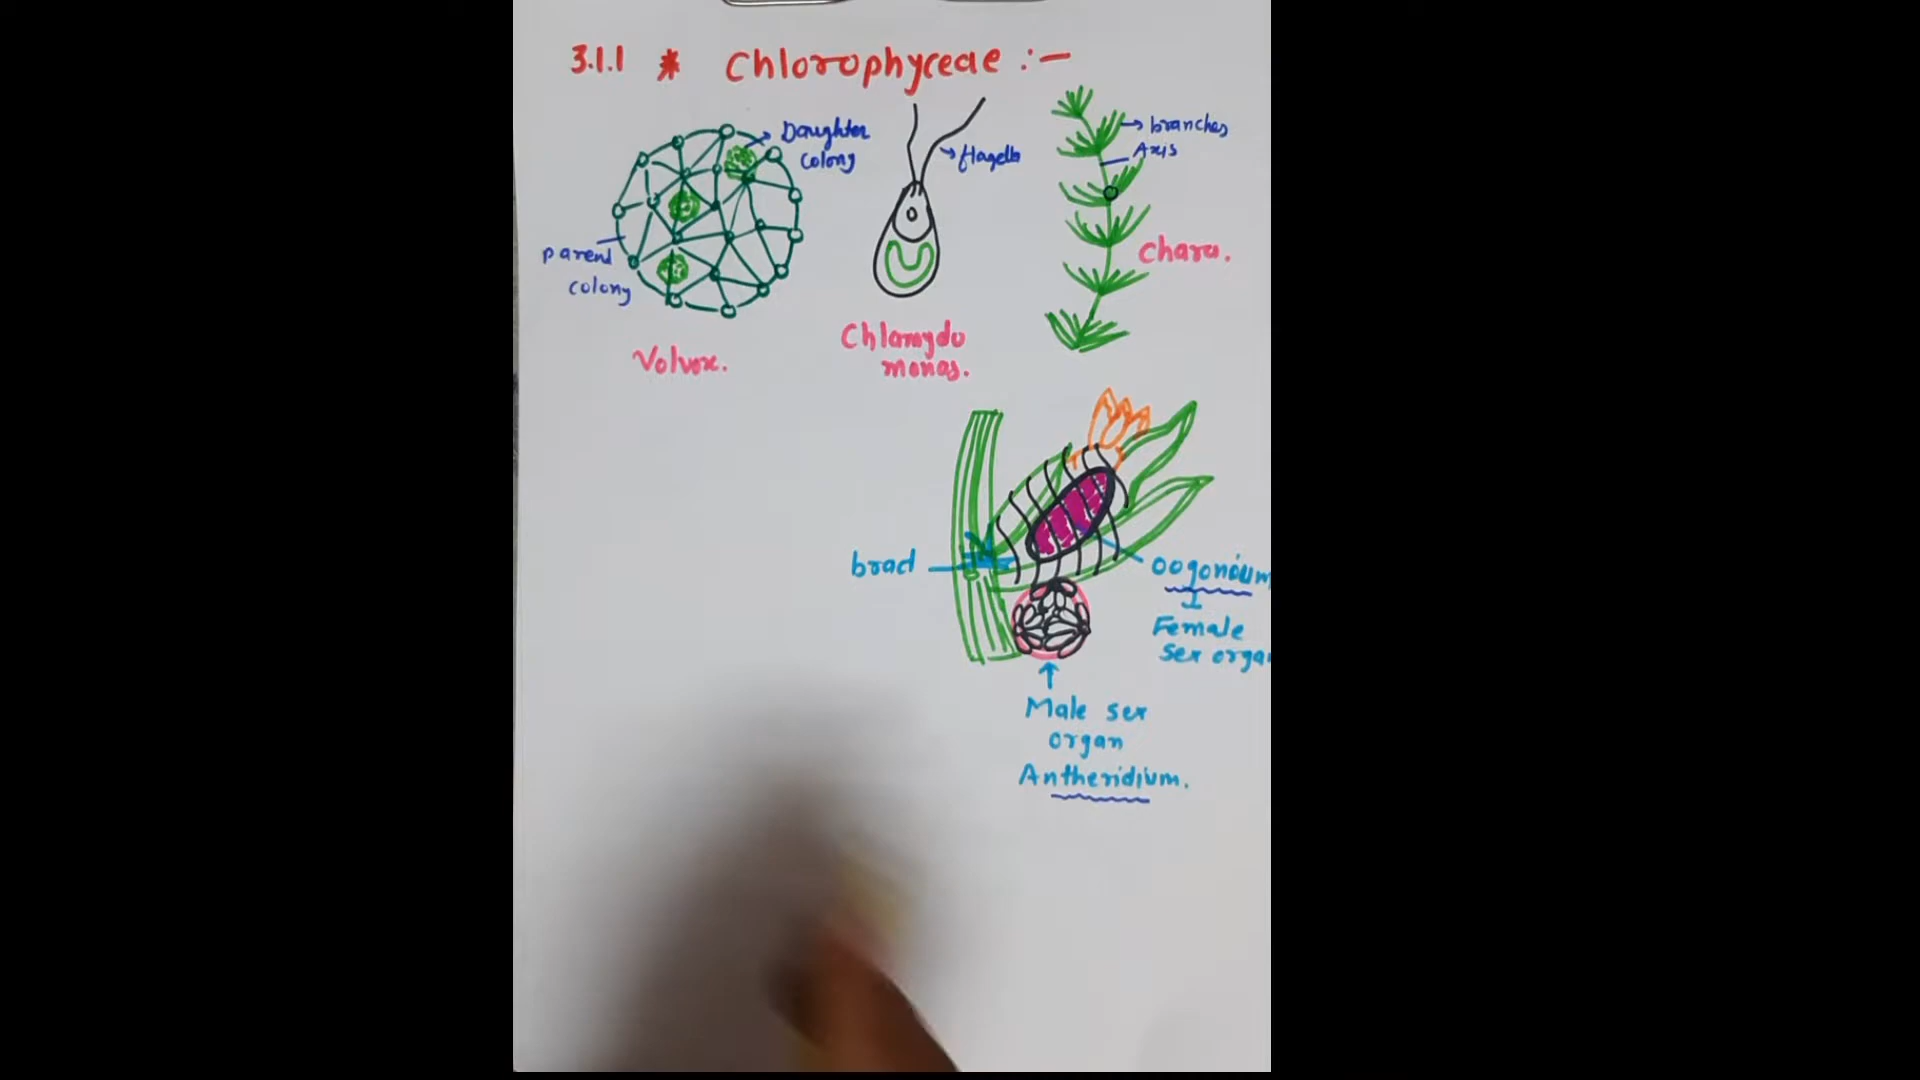 3.1.1 * Chlorophyceae :-
Daughter
colony
flagella
branches
Axis
parent
colony
Chara.
Chlamydo
monas.
Volvox.
bract
oogonium
Female
sex orga
Male sex
organ
Antheridium.